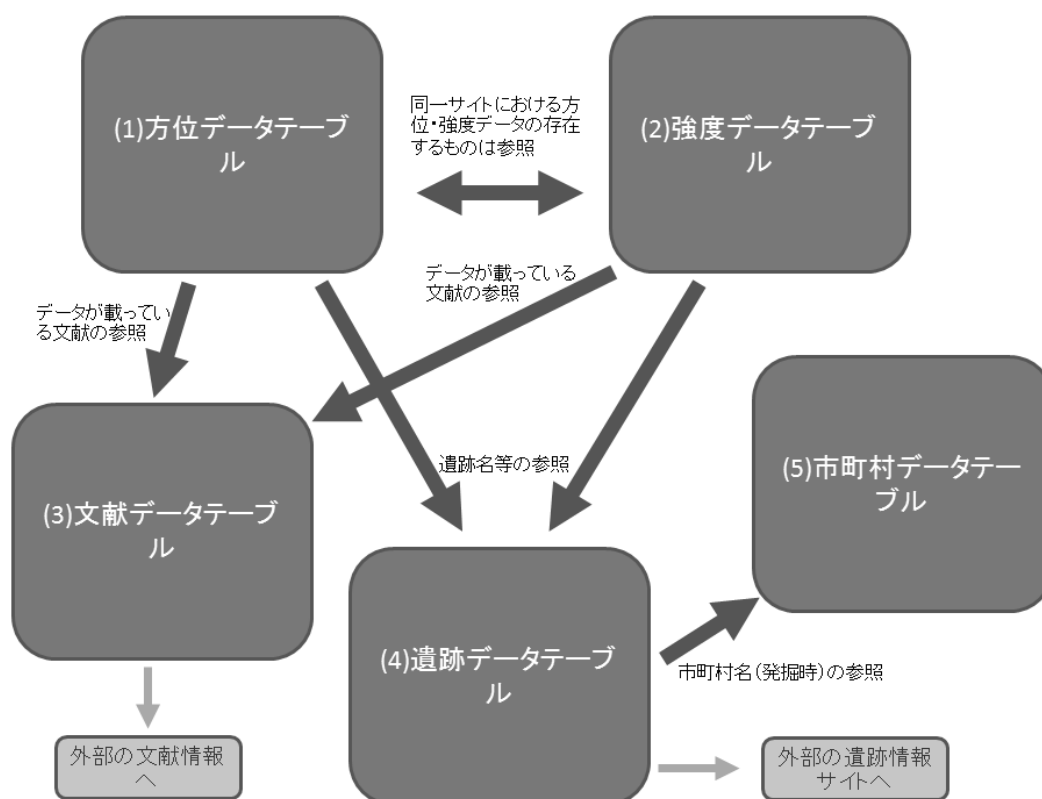 (1)方位データテーブ
ル
同一サイトにおける方
位・強度データの存在
するものは参照
(2)強度データテーブ
ル
データが載ってい
る文献の参照
データが載っている
文献の参照
(3)文献データテーブ
ル
遺跡名等の参照
(5)市町村データテー
ブル
(4)遺跡データテーブ
ル
市町村名(発掘時)の参照
外部の文献情報
へ
外部の遺跡情報
サイトへ